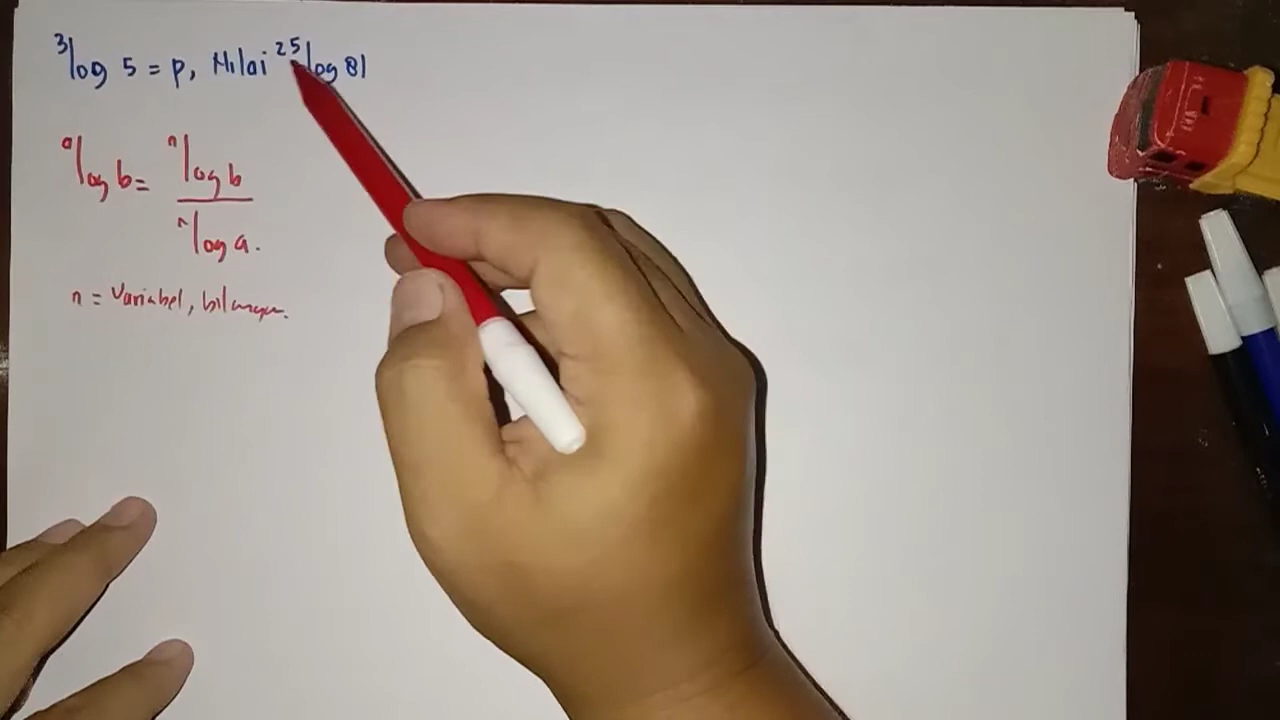 ³log 5 = p, Nilai ²⁵log 81
ᵃlog b = ⁿlog b
ⁿlog a.
n = Variabel, bilangan.